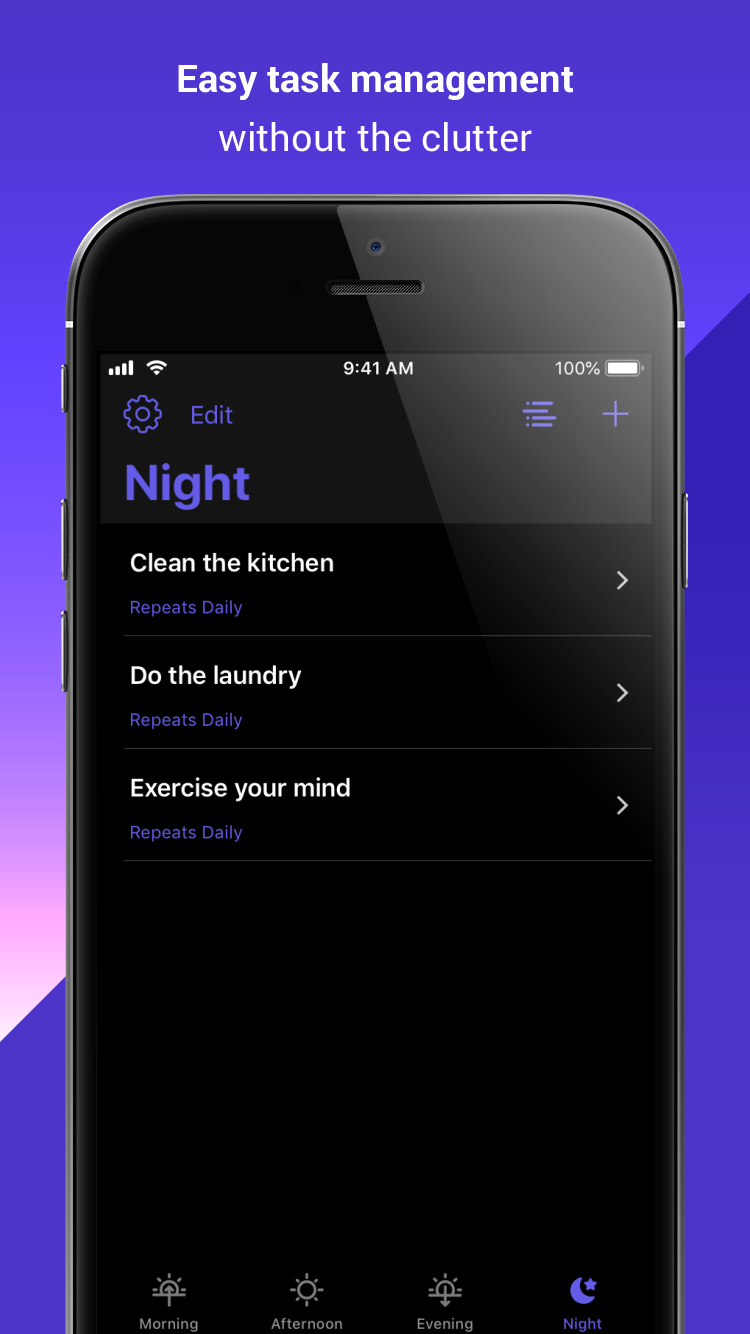 Easy task management
without the clutter
9:41 AM
100%
Edit
Night
Clean the kitchen
Repeats Daily
Do the laundry
Repeats Daily
Exercise your mind
Repeats Daily
Morning
Afternoon
Evening
Night